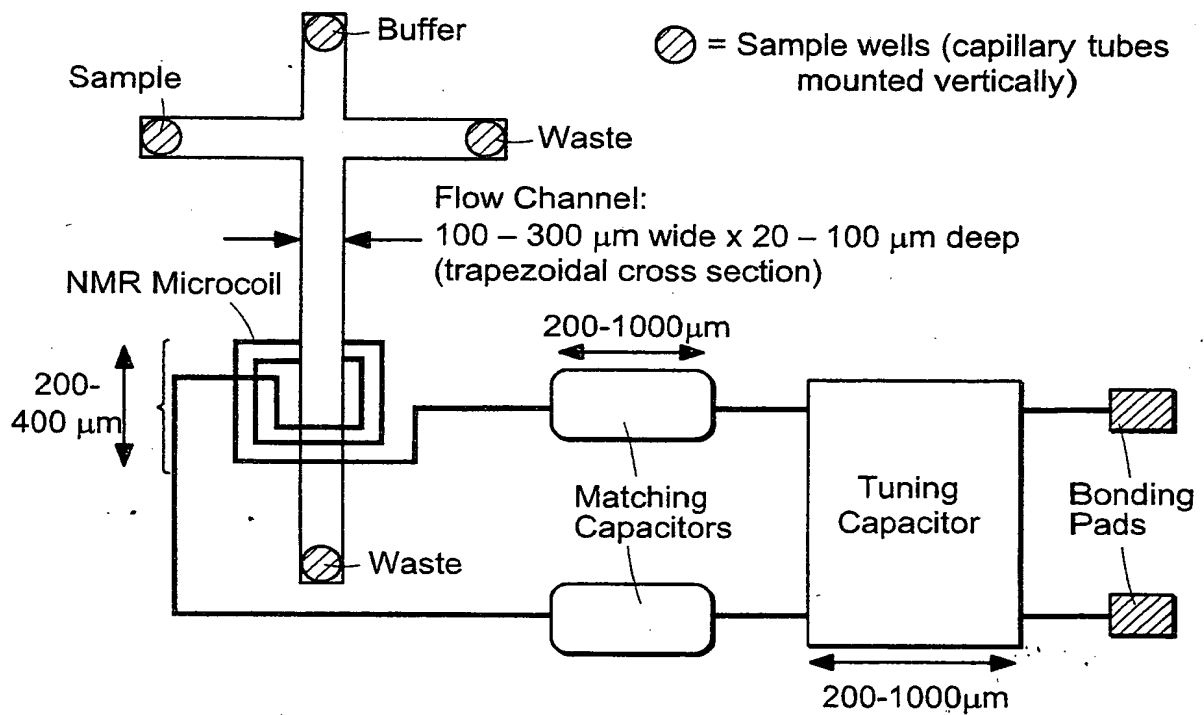 Buffer
= Sample wells (capillary tubes
mounted vertically)
Sample
Waste
Flow Channel:
100 – 300 μm wide x 20 – 100 μm deep
(trapezoidal cross section)
NMR Microcoil
200-1000μm
200-
400 μm
Matching
Capacitors
Tuning
Capacitor
Bonding
Pads
Waste
200-1000μm